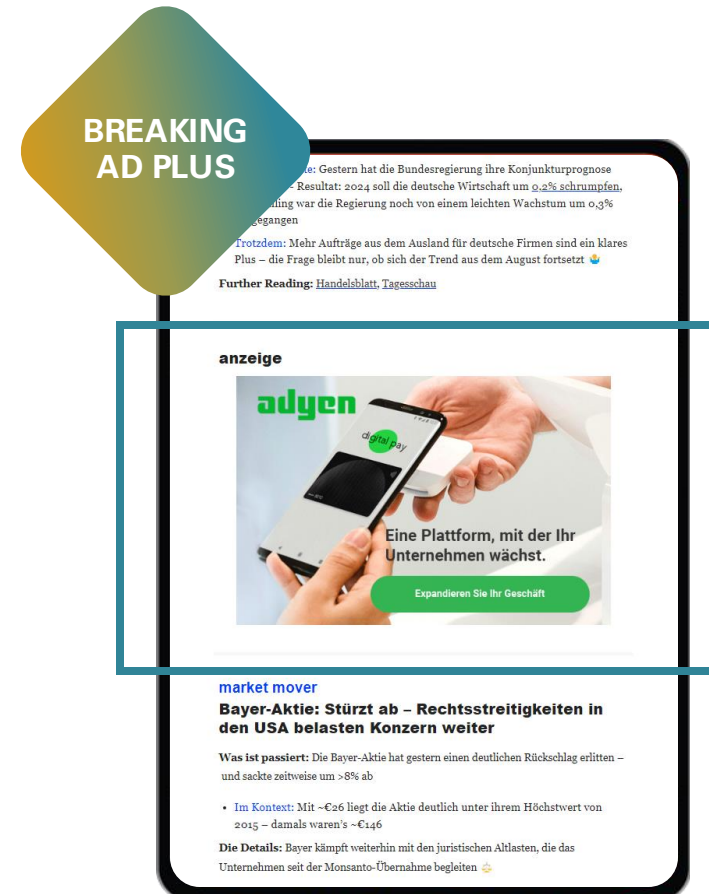 BREAKING
AD PLUS
e: Gestern hat die Bundesregierung ihre Konjunkturprognose
– Resultat: 2024 soll die deutsche Wirtschaft um 0,2% schrumpfen,
ling war die Regierung noch von einem leichten Wachstum um 0,3%
gegangen
Trotzdem: Mehr Aufträge aus dem Ausland für deutsche Firmen sind ein klares
Plus – die Frage bleibt nur, ob sich der Trend aus dem August fortsetzt 🤷
Further Reading: Handelsblatt, Tagesschau
anzeige
adyen
digital pay
Eine Plattform, mit der Ihr
Unternehmen wächst.
Expandieren Sie Ihr Geschäft
market mover
Bayer-Aktie: Stürzt ab – Rechtsstreitigkeiten in
den USA belasten Konzern weiter
Was ist passiert: Die Bayer-Aktie hat gestern einen deutlichen Rückschlag erlitten –
und sackte zeitweise um >8% ab
• Im Kontext: Mit ~€26 liegt die Aktie deutlich unter ihrem Höchstwert von
2015 – damals waren's ~€146
Die Details: Bayer kämpft weiterhin mit den juristischen Altlasten, die das
Unternehmen seit der Monsanto-Übernahme begleiten